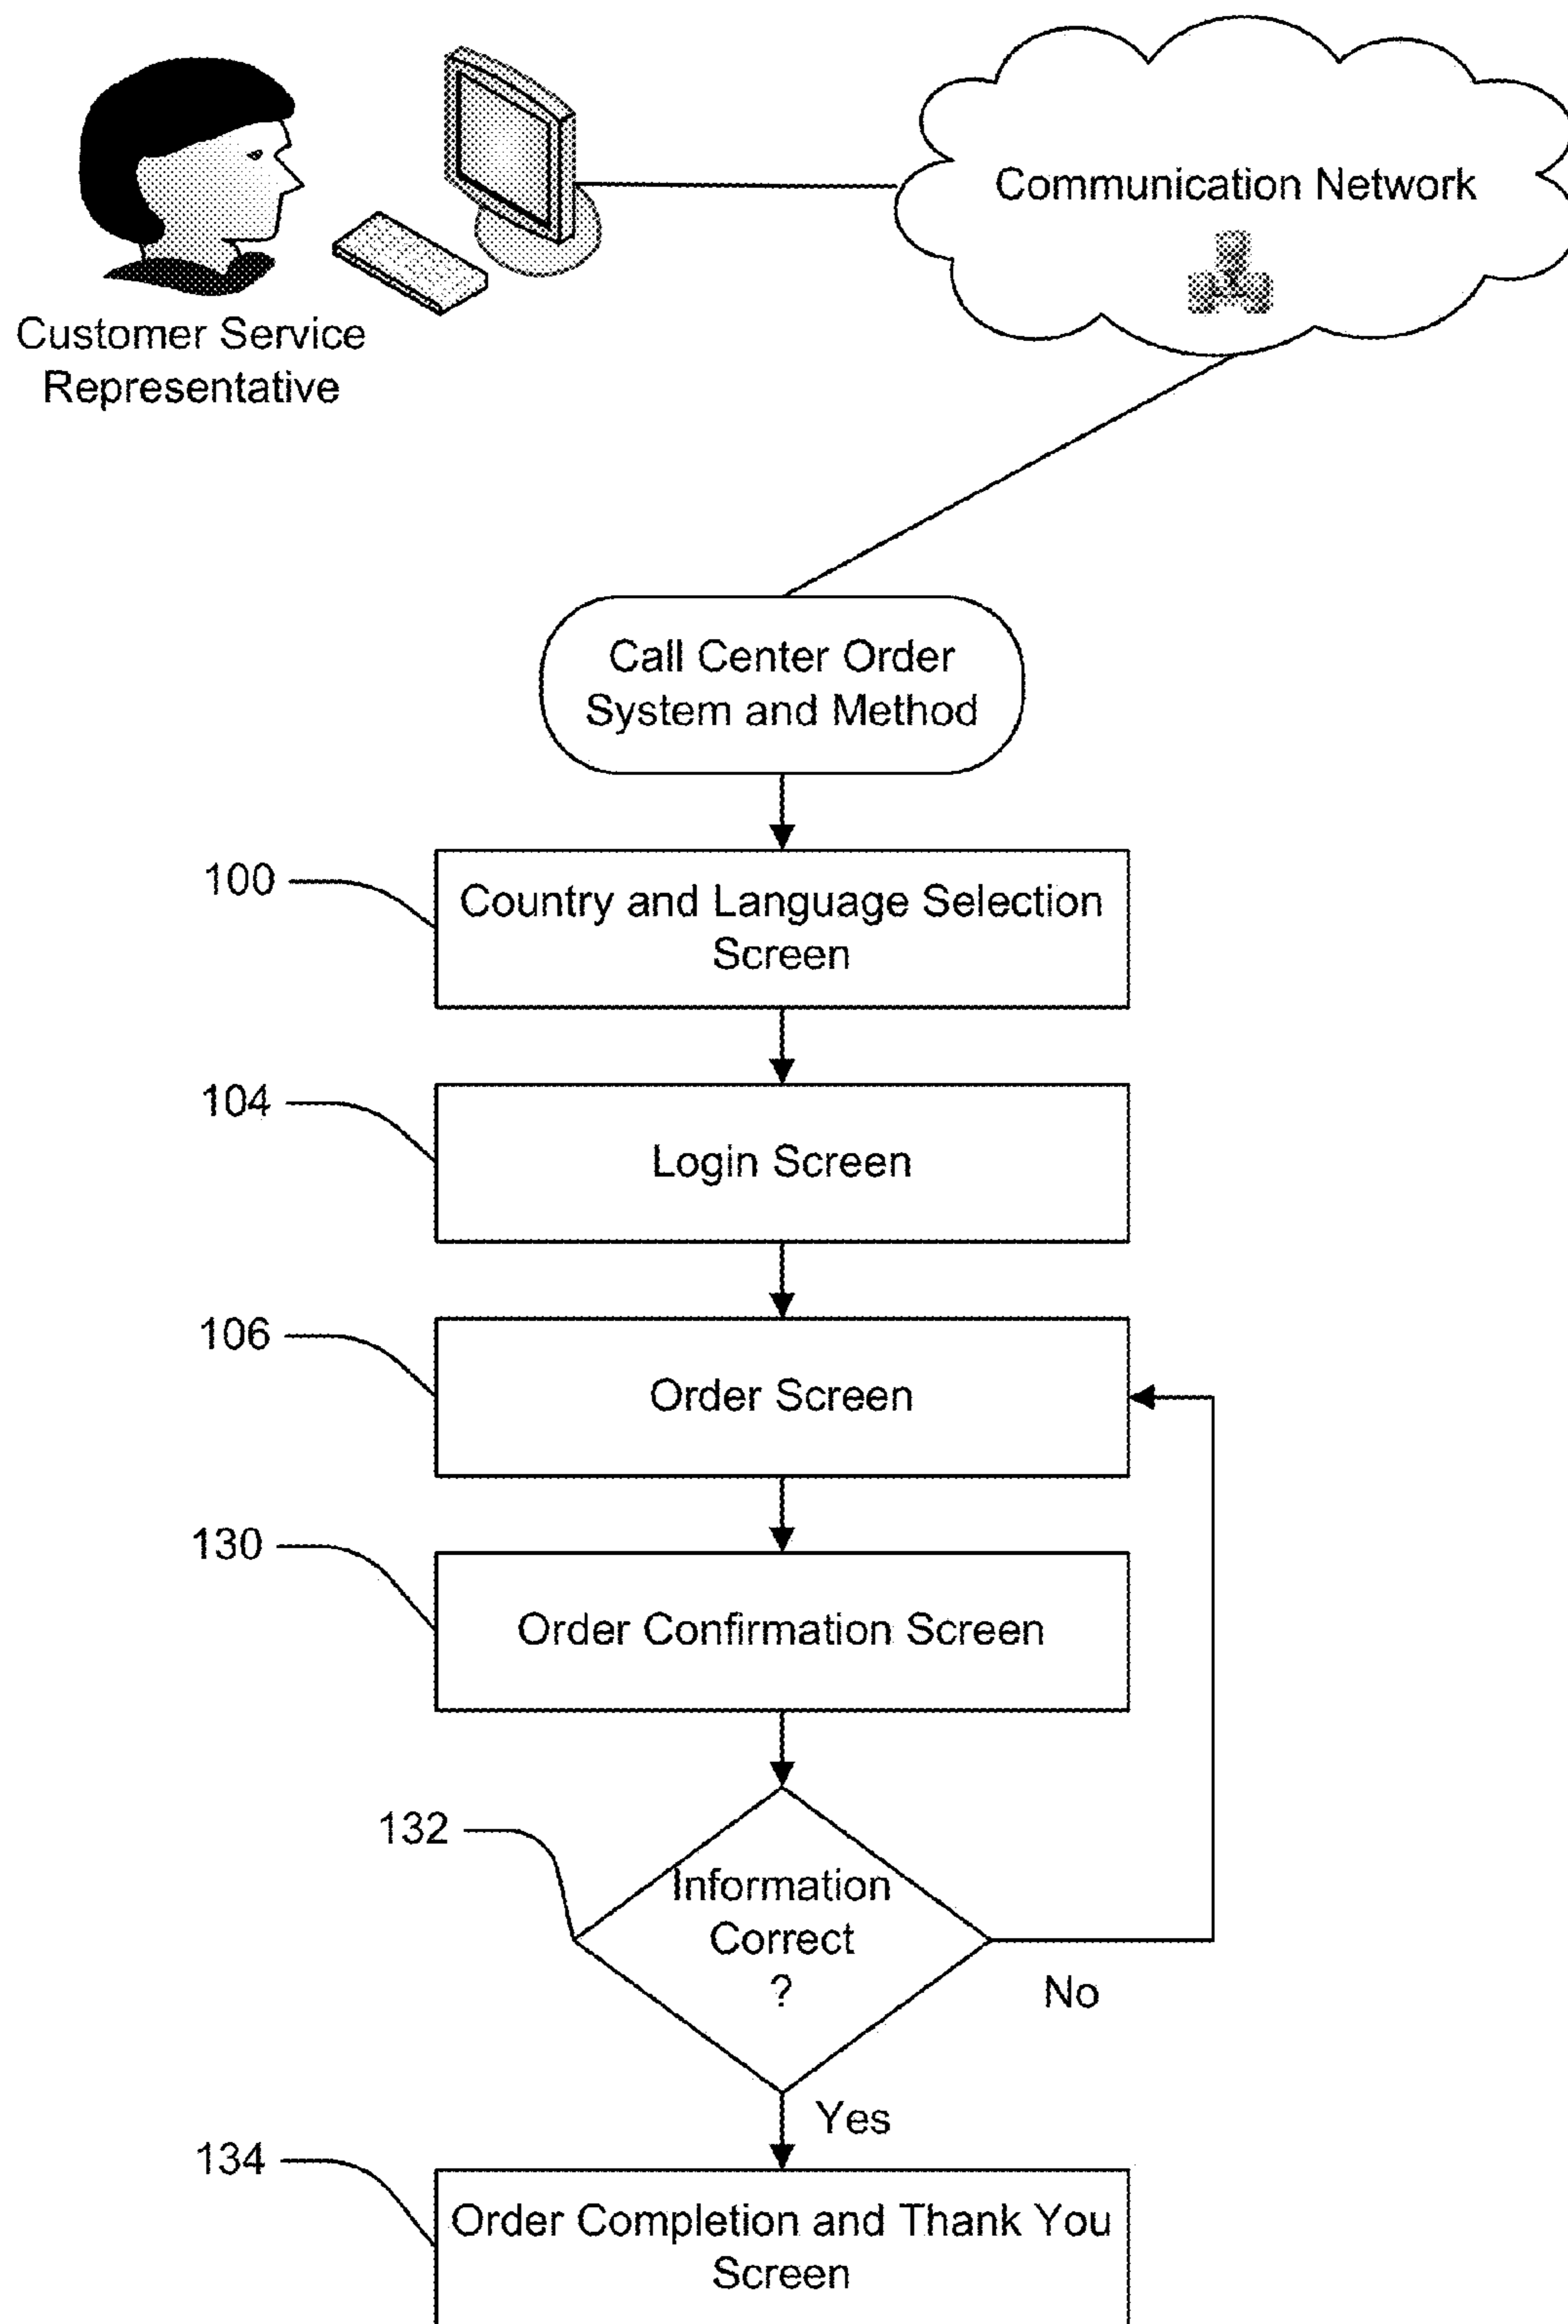 Communication Network
Customer Service
Representative
Call Center Order
System and Method
100
Country and Language Selection
Screen
104
Login Screen
106
Order Screen
130
Order Confirmation Screen
132
Information
Correct
?
No
Yes
134
Order Completion and Thank You
Screen